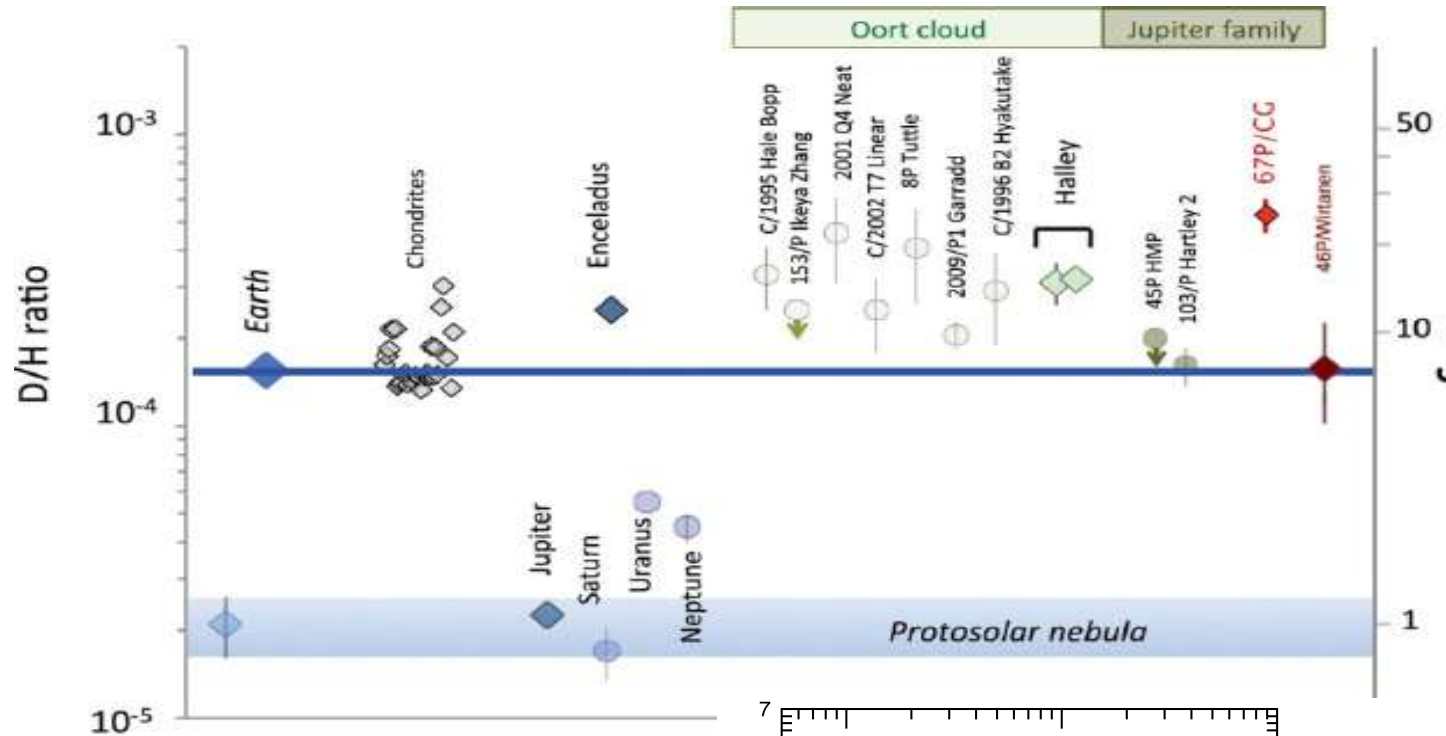 Oort cloud
Jupiter family
10-3
10-4
10-5
D/H ratio
Earth
Chondrites
Enceladus
C/1995 Hale Bopp
153/P Ikeya Zhang
2001 Q4 Neat
C/2002 T7 Linear
8P Tuttle
2009/P1 Garradd
C/1996 B2 Hyakutake
Halley
45P HMP
103/P Hartley 2
67P/CG
46P/Wirtanen
50
10
1
Jupiter
Saturn
Uranus
Neptune
Protosolar nebula
7